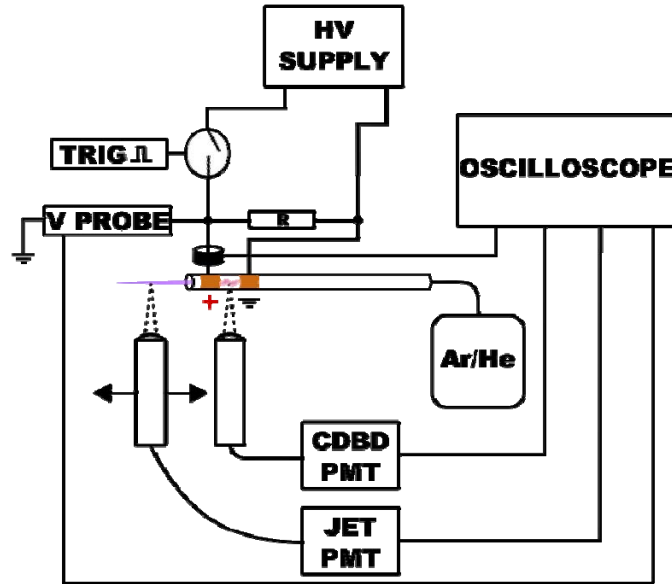 HV
SUPPLY
TRIG
OSCILLOSCOPE
V PROBE
R
+
Ar/He
CDBD
PMT
JET
PMT